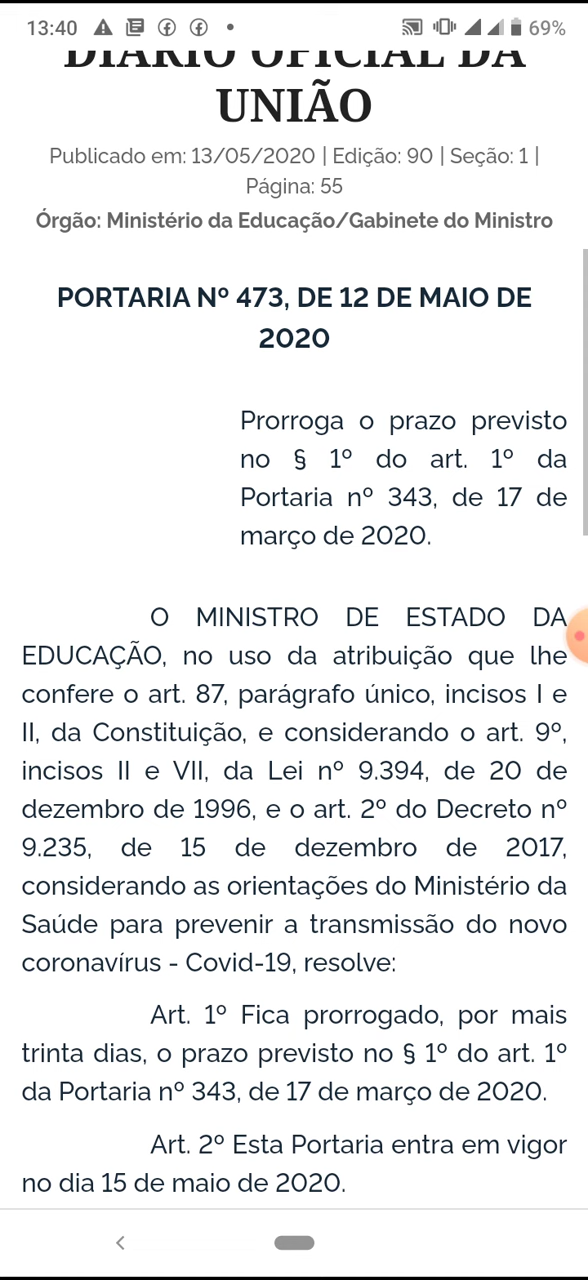 13:40
69%
DIÁRIO OFICIAL DA
UNIÃO
Publicado em: 13/05/2020 | Edição: 90 | Seção: 1 |
Página: 55
Órgão: Ministério da Educação/Gabinete do Ministro
PORTARIA Nº 473, DE 12 DE MAIO DE
2020
Prorroga o prazo previsto
no § 1º do art. 1º da
Portaria nº 343, de 17 de
março de 2020.
O MINISTRO DE ESTADO DA
EDUCAÇÃO, no uso da atribuição que lhe
confere o art. 87, parágrafo único, incisos I e
II, da Constituição, e considerando o art. 9º,
incisos II e VII, da Lei nº 9.394, de 20 de
dezembro de 1996, e o art. 2º do Decreto nº
9.235, de 15 de dezembro de 2017,
considerando as orientações do Ministério da
Saúde para prevenir a transmissão do novo
coronavírus - Covid-19, resolve:
Art. 1º Fica prorrogado, por mais
trinta dias, o prazo previsto no § 1º do art. 1º
da Portaria nº 343, de 17 de março de 2020.
Art. 2º Esta Portaria entra em vigor
no dia 15 de maio de 2020.